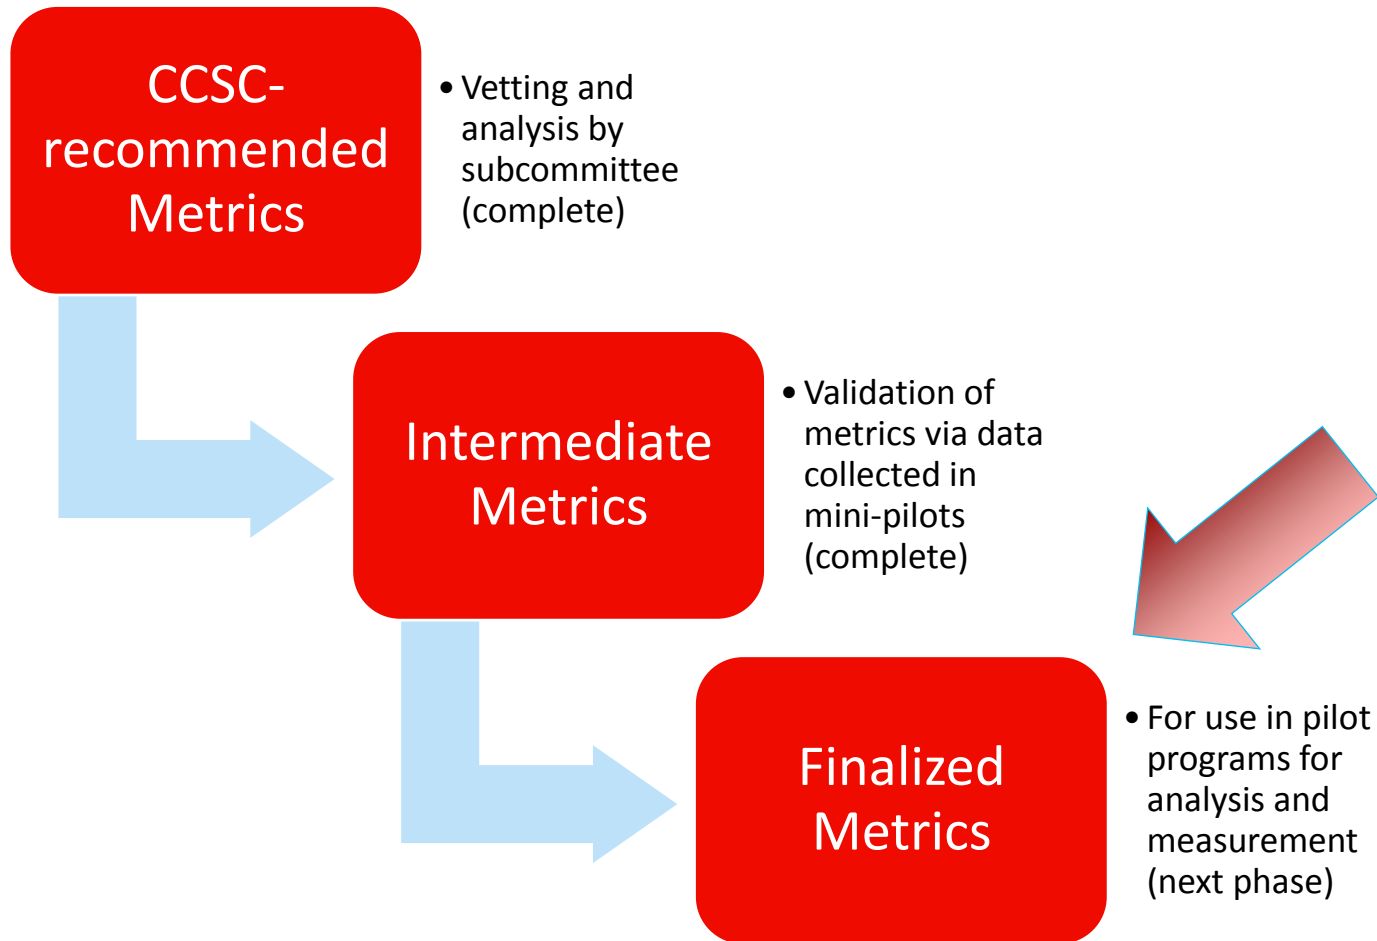 CCSC-
recommended
Metrics
• Vetting and
analysis by
subcommittee
(complete)
Intermediate
Metrics
• Validation of
metrics via data
collected in
mini-pilots
(complete)
Finalized
Metrics
• For use in pilot
programs for
analysis and
measurement
(next phase)